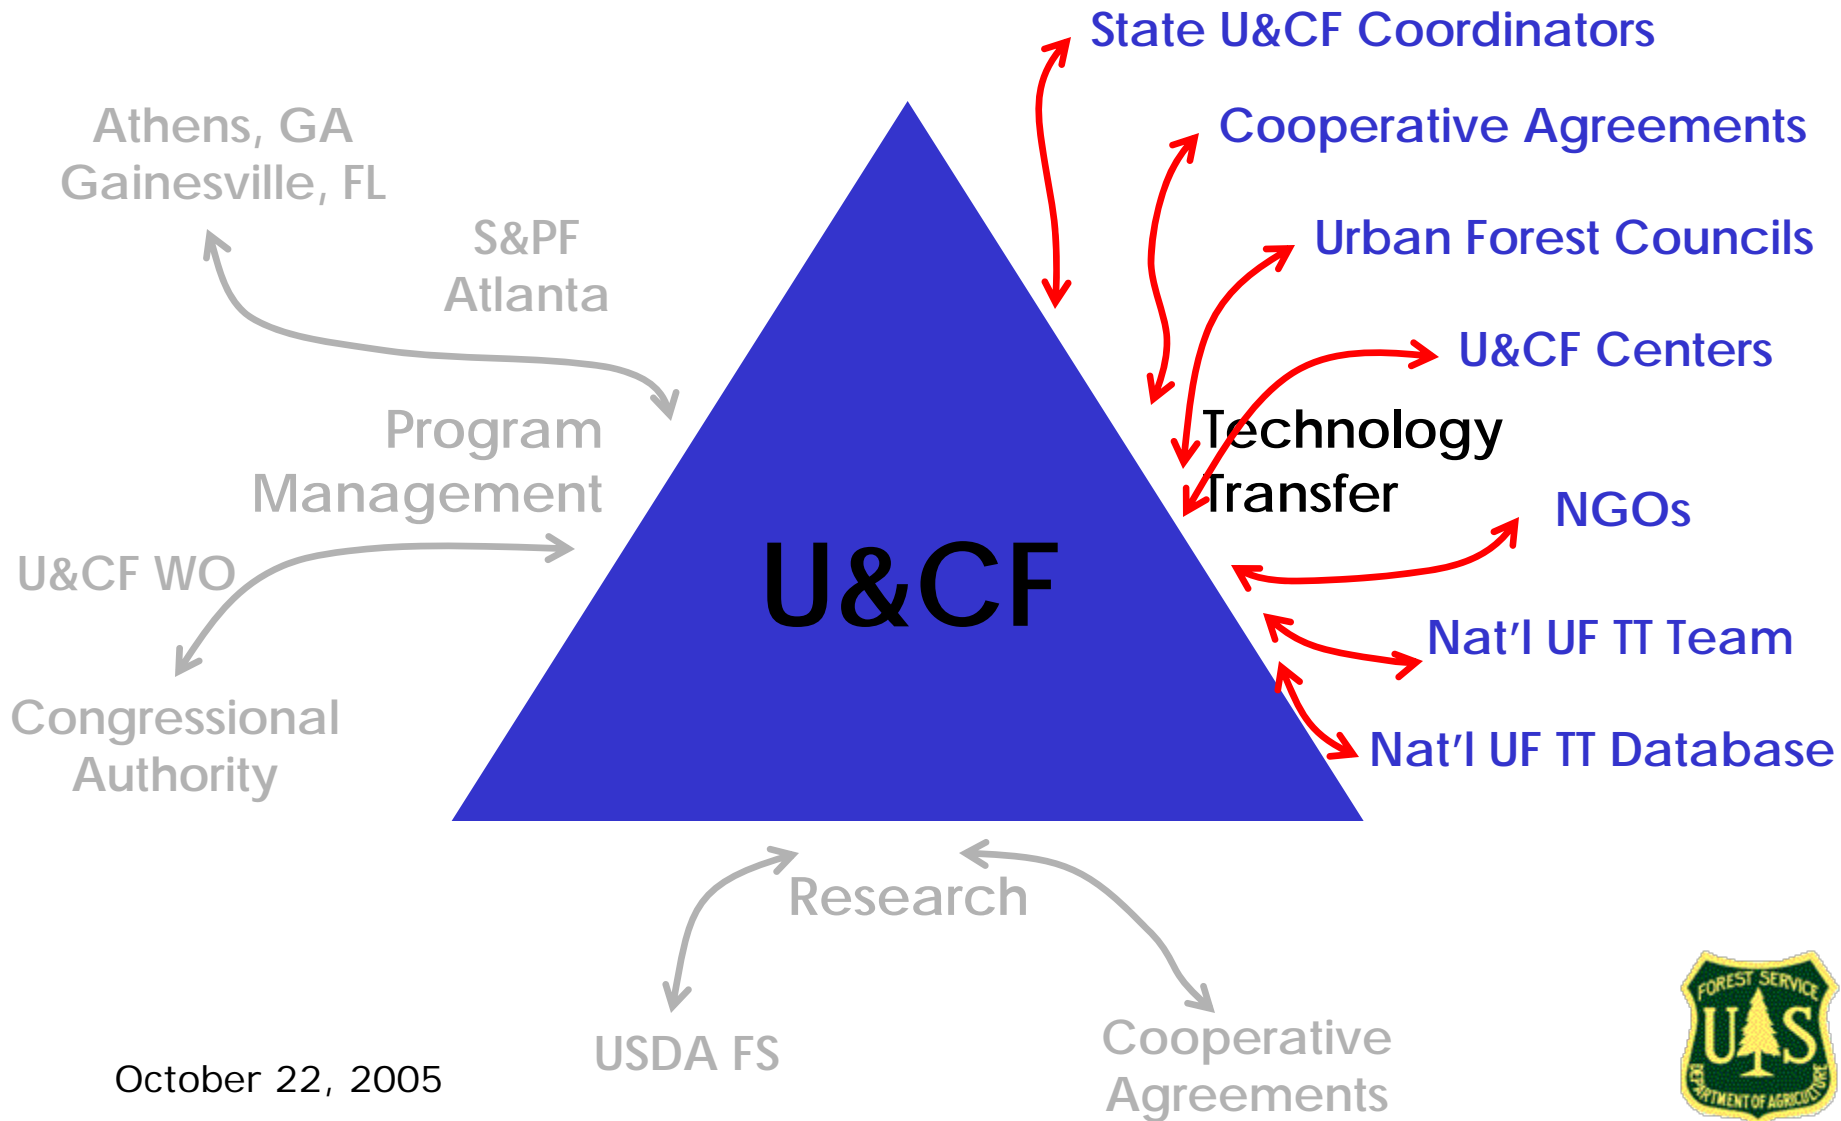 State U&CF Coordinators
Athens, GA
Gainesville, FL
Cooperative Agreements
S&PF
Atlanta
Urban Forest Councils
U&CF Centers
Program
Management
Technology
Transfer
NGOs
U&CF WO
U&CF
Nat'l UF TT Team
Congressional
Authority
Nat'l UF TT Database
Research
USDA FS
Cooperative
Agreements
October 22, 2005
FOREST SERVICE
U S
DEPARTMENT OF AGRICULTURE